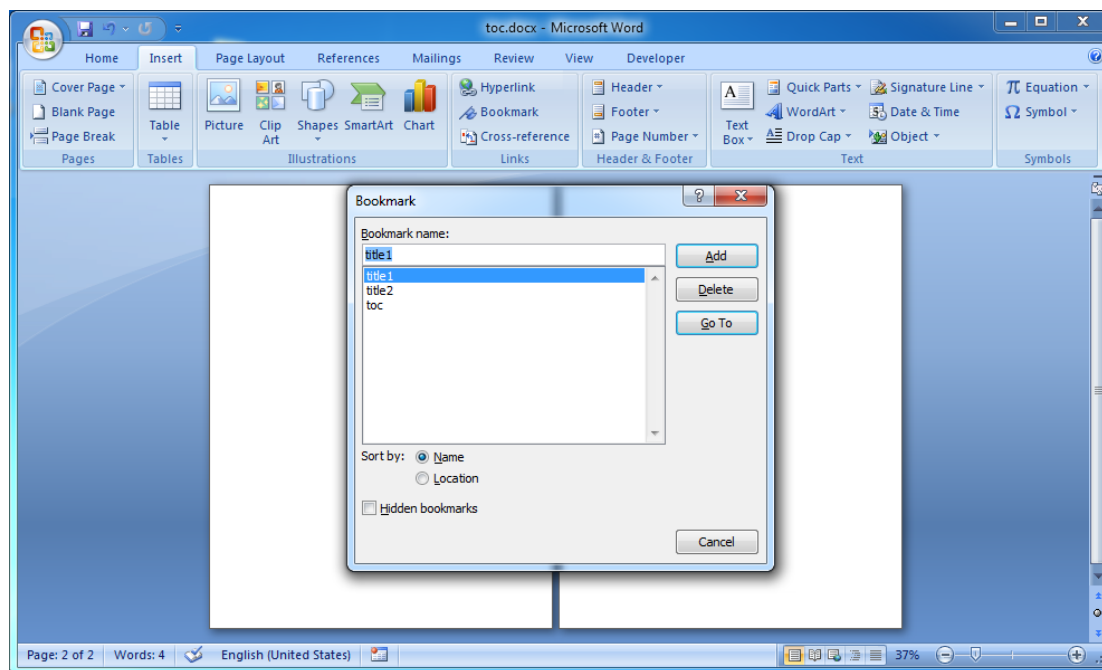 toc.docx - Microsoft Word
Home Insert Page Layout References Mailings Review View Developer
Cover Page
Blank Page
Page Break
Pages
Table
Tables
Picture Clip Art Shapes SmartArt Chart
Illustrations
Hyperlink
Bookmark
Cross-reference
Links
Header
Footer
Page Number
Header & Footer
A
Text Box
Quick Parts
WordArt
Drop Cap
Signature Line
Date & Time
Object
Text
π Equation
Ω Symbol
Symbols
Bookmark
Bookmark name:
title1
title1
title2
toc
Add
Delete
Go To
Sort by: Name
Location
Hidden bookmarks
Cancel
Page: 2 of 2 Words: 4 English (United States) 37%